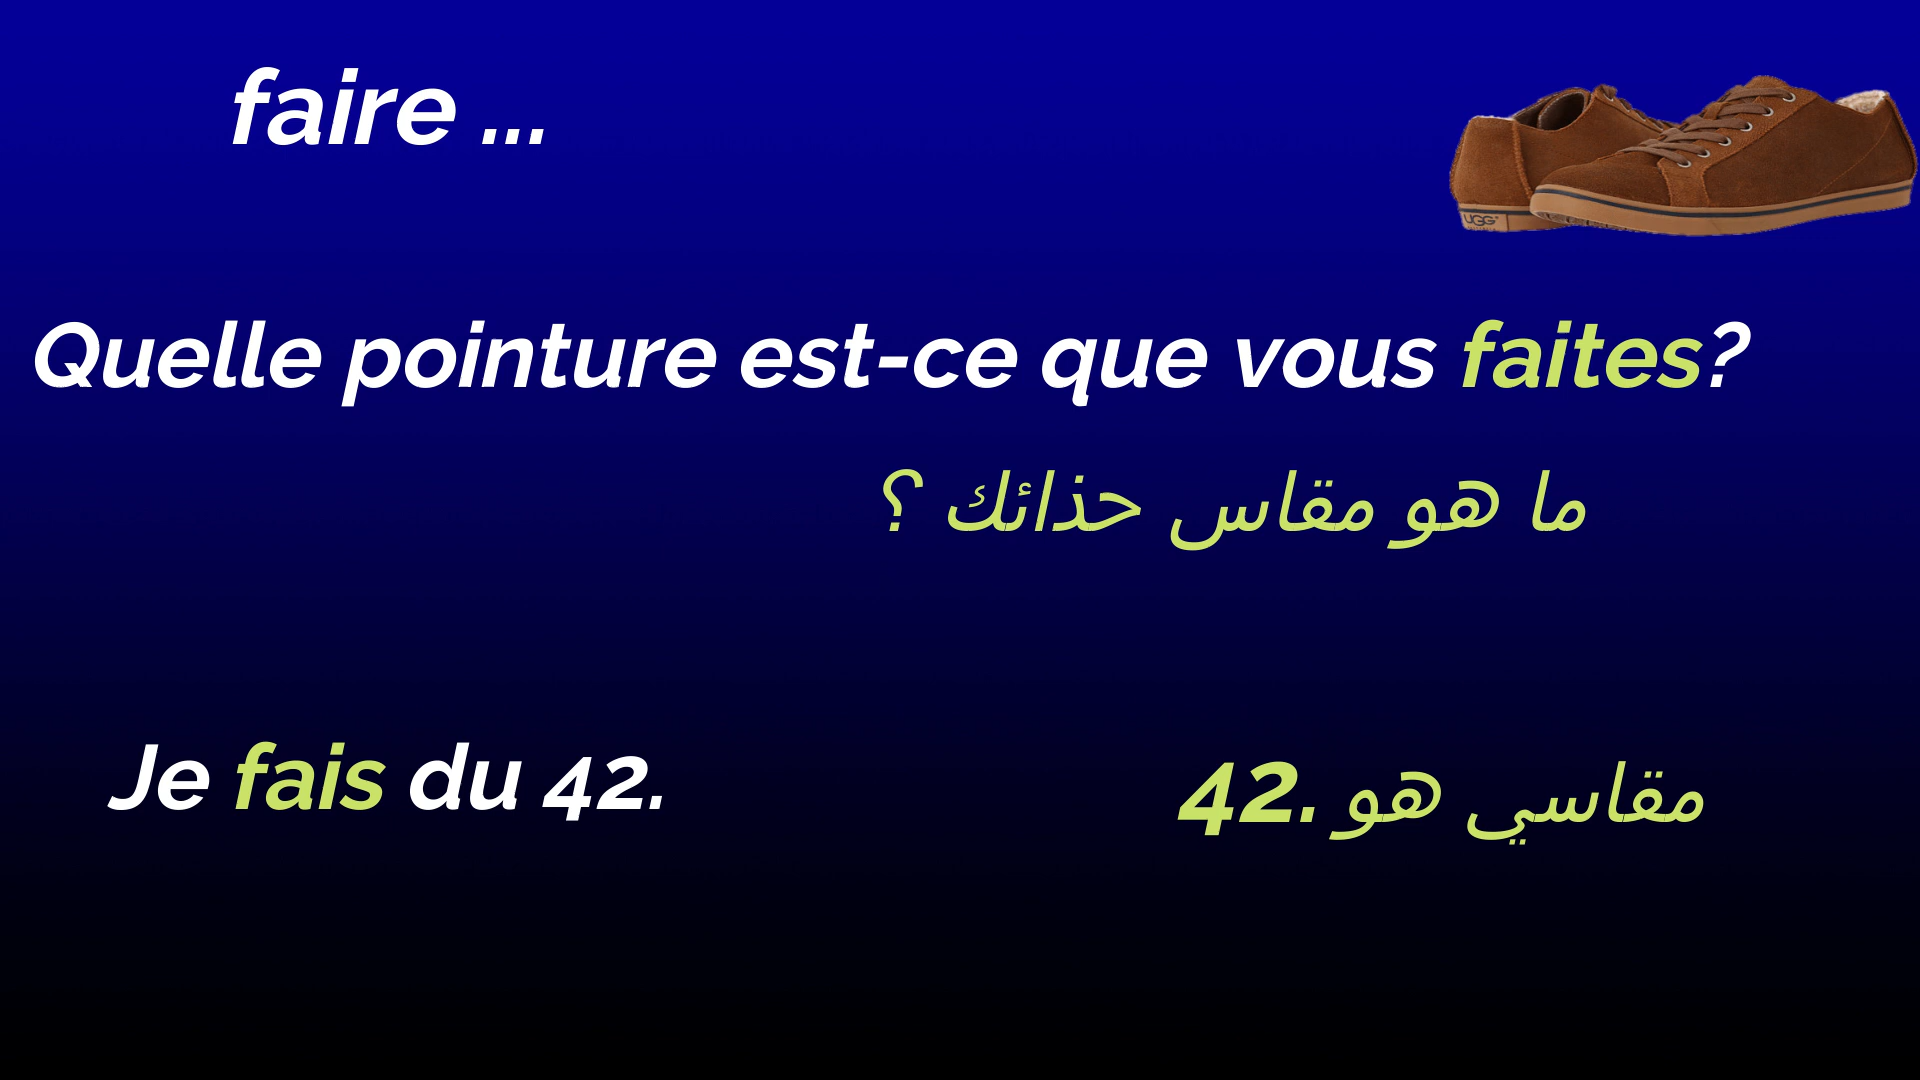 faire ...
UGG
Quelle pointure est-ce que vous faites?
ما هو مقاس حذائك ؟
Je fais du 42.
مقاسي هو 42.